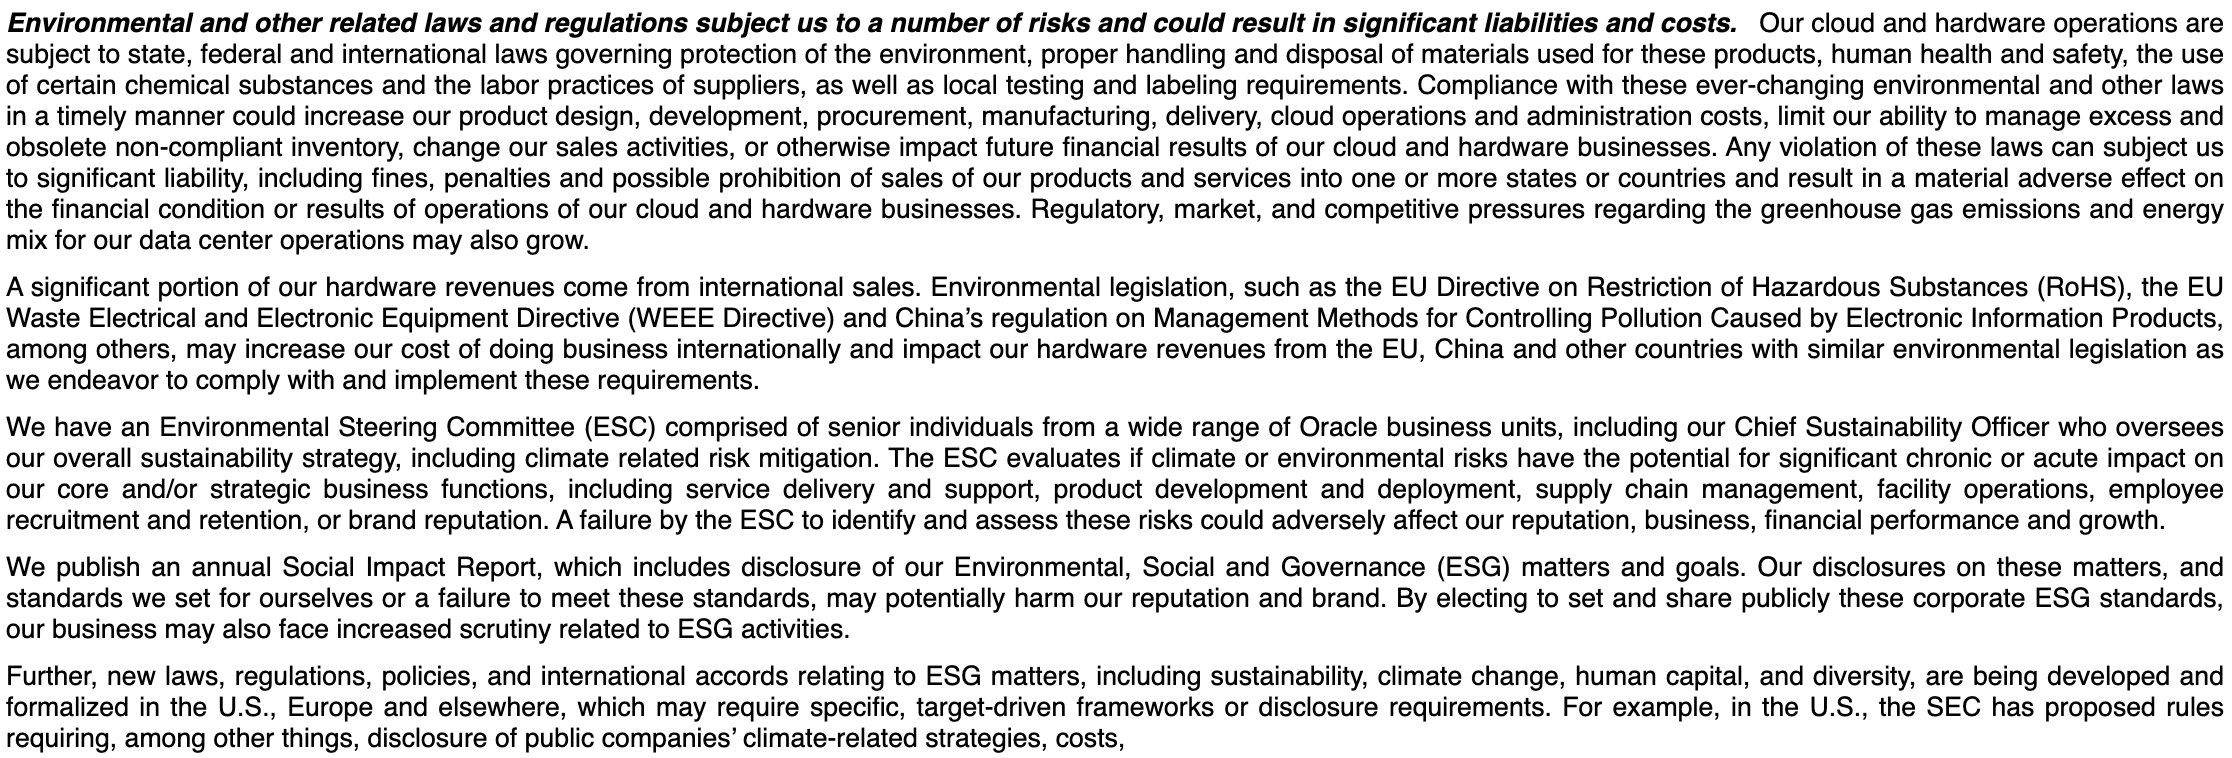 Environmental and other related laws and regulations subject us to a number of risks and could result in significant liabilities and costs. Our cloud and hardware operations are
subject to state, federal and international laws governing protection of the environment, proper handling and disposal of materials used for these products, human health and safety, the use
of certain chemical substances and the labor practices of suppliers, as well as local testing and labeling requirements. Compliance with these ever-changing environmental and other laws
in a timely manner could increase our product design, development, procurement, manufacturing, delivery, cloud operations and administration costs, limit our ability to manage excess and
obsolete non-compliant inventory, change our sales activities, or otherwise impact future financial results of our cloud and hardware businesses. Any violation of these laws can subject us
to significant liability, including fines, penalties and possible prohibition of sales of our products and services into one or more states or countries and result in a material adverse effect on
the financial condition or results of operations of our cloud and hardware businesses. Regulatory, market, and competitive pressures regarding the greenhouse gas emissions and energy
mix for our data center operations may also grow.
A significant portion of our hardware revenues come from international sales. Environmental legislation, such as the EU Directive on Restriction of Hazardous Substances (RoHS), the EU
Waste Electrical and Electronic Equipment Directive (WEEE Directive) and China’s regulation on Management Methods for Controlling Pollution Caused by Electronic Information Products,
among others, may increase our cost of doing business internationally and impact our hardware revenues from the EU, China and other countries with similar environmental legislation as
we endeavor to comply with and implement these requirements.
We have an Environmental Steering Committee (ESC) comprised of senior individuals from a wide range of Oracle business units, including our Chief Sustainability Officer who oversees
our overall sustainability strategy, including climate related risk mitigation. The ESC evaluates if climate or environmental risks have the potential for significant chronic or acute impact on
our core and/or strategic business functions, including service delivery and support, product development and deployment, supply chain management, facility operations, employee
recruitment and retention, or brand reputation. A failure by the ESC to identify and assess these risks could adversely affect our reputation, business, financial performance and growth.
We publish an annual Social Impact Report, which includes disclosure of our Environmental, Social and Governance (ESG) matters and goals. Our disclosures on these matters, and
standards we set for ourselves or a failure to meet these standards, may potentially harm our reputation and brand. By electing to set and share publicly these corporate ESG standards,
our business may also face increased scrutiny related to ESG activities.
Further, new laws, regulations, policies, and international accords relating to ESG matters, including sustainability, climate change, human capital, and diversity, are being developed and
formalized in the U.S., Europe and elsewhere, which may require specific, target-driven frameworks or disclosure requirements. For example, in the U.S., the SEC has proposed rules
requiring, among other things, disclosure of public companies’ climate-related strategies, costs,